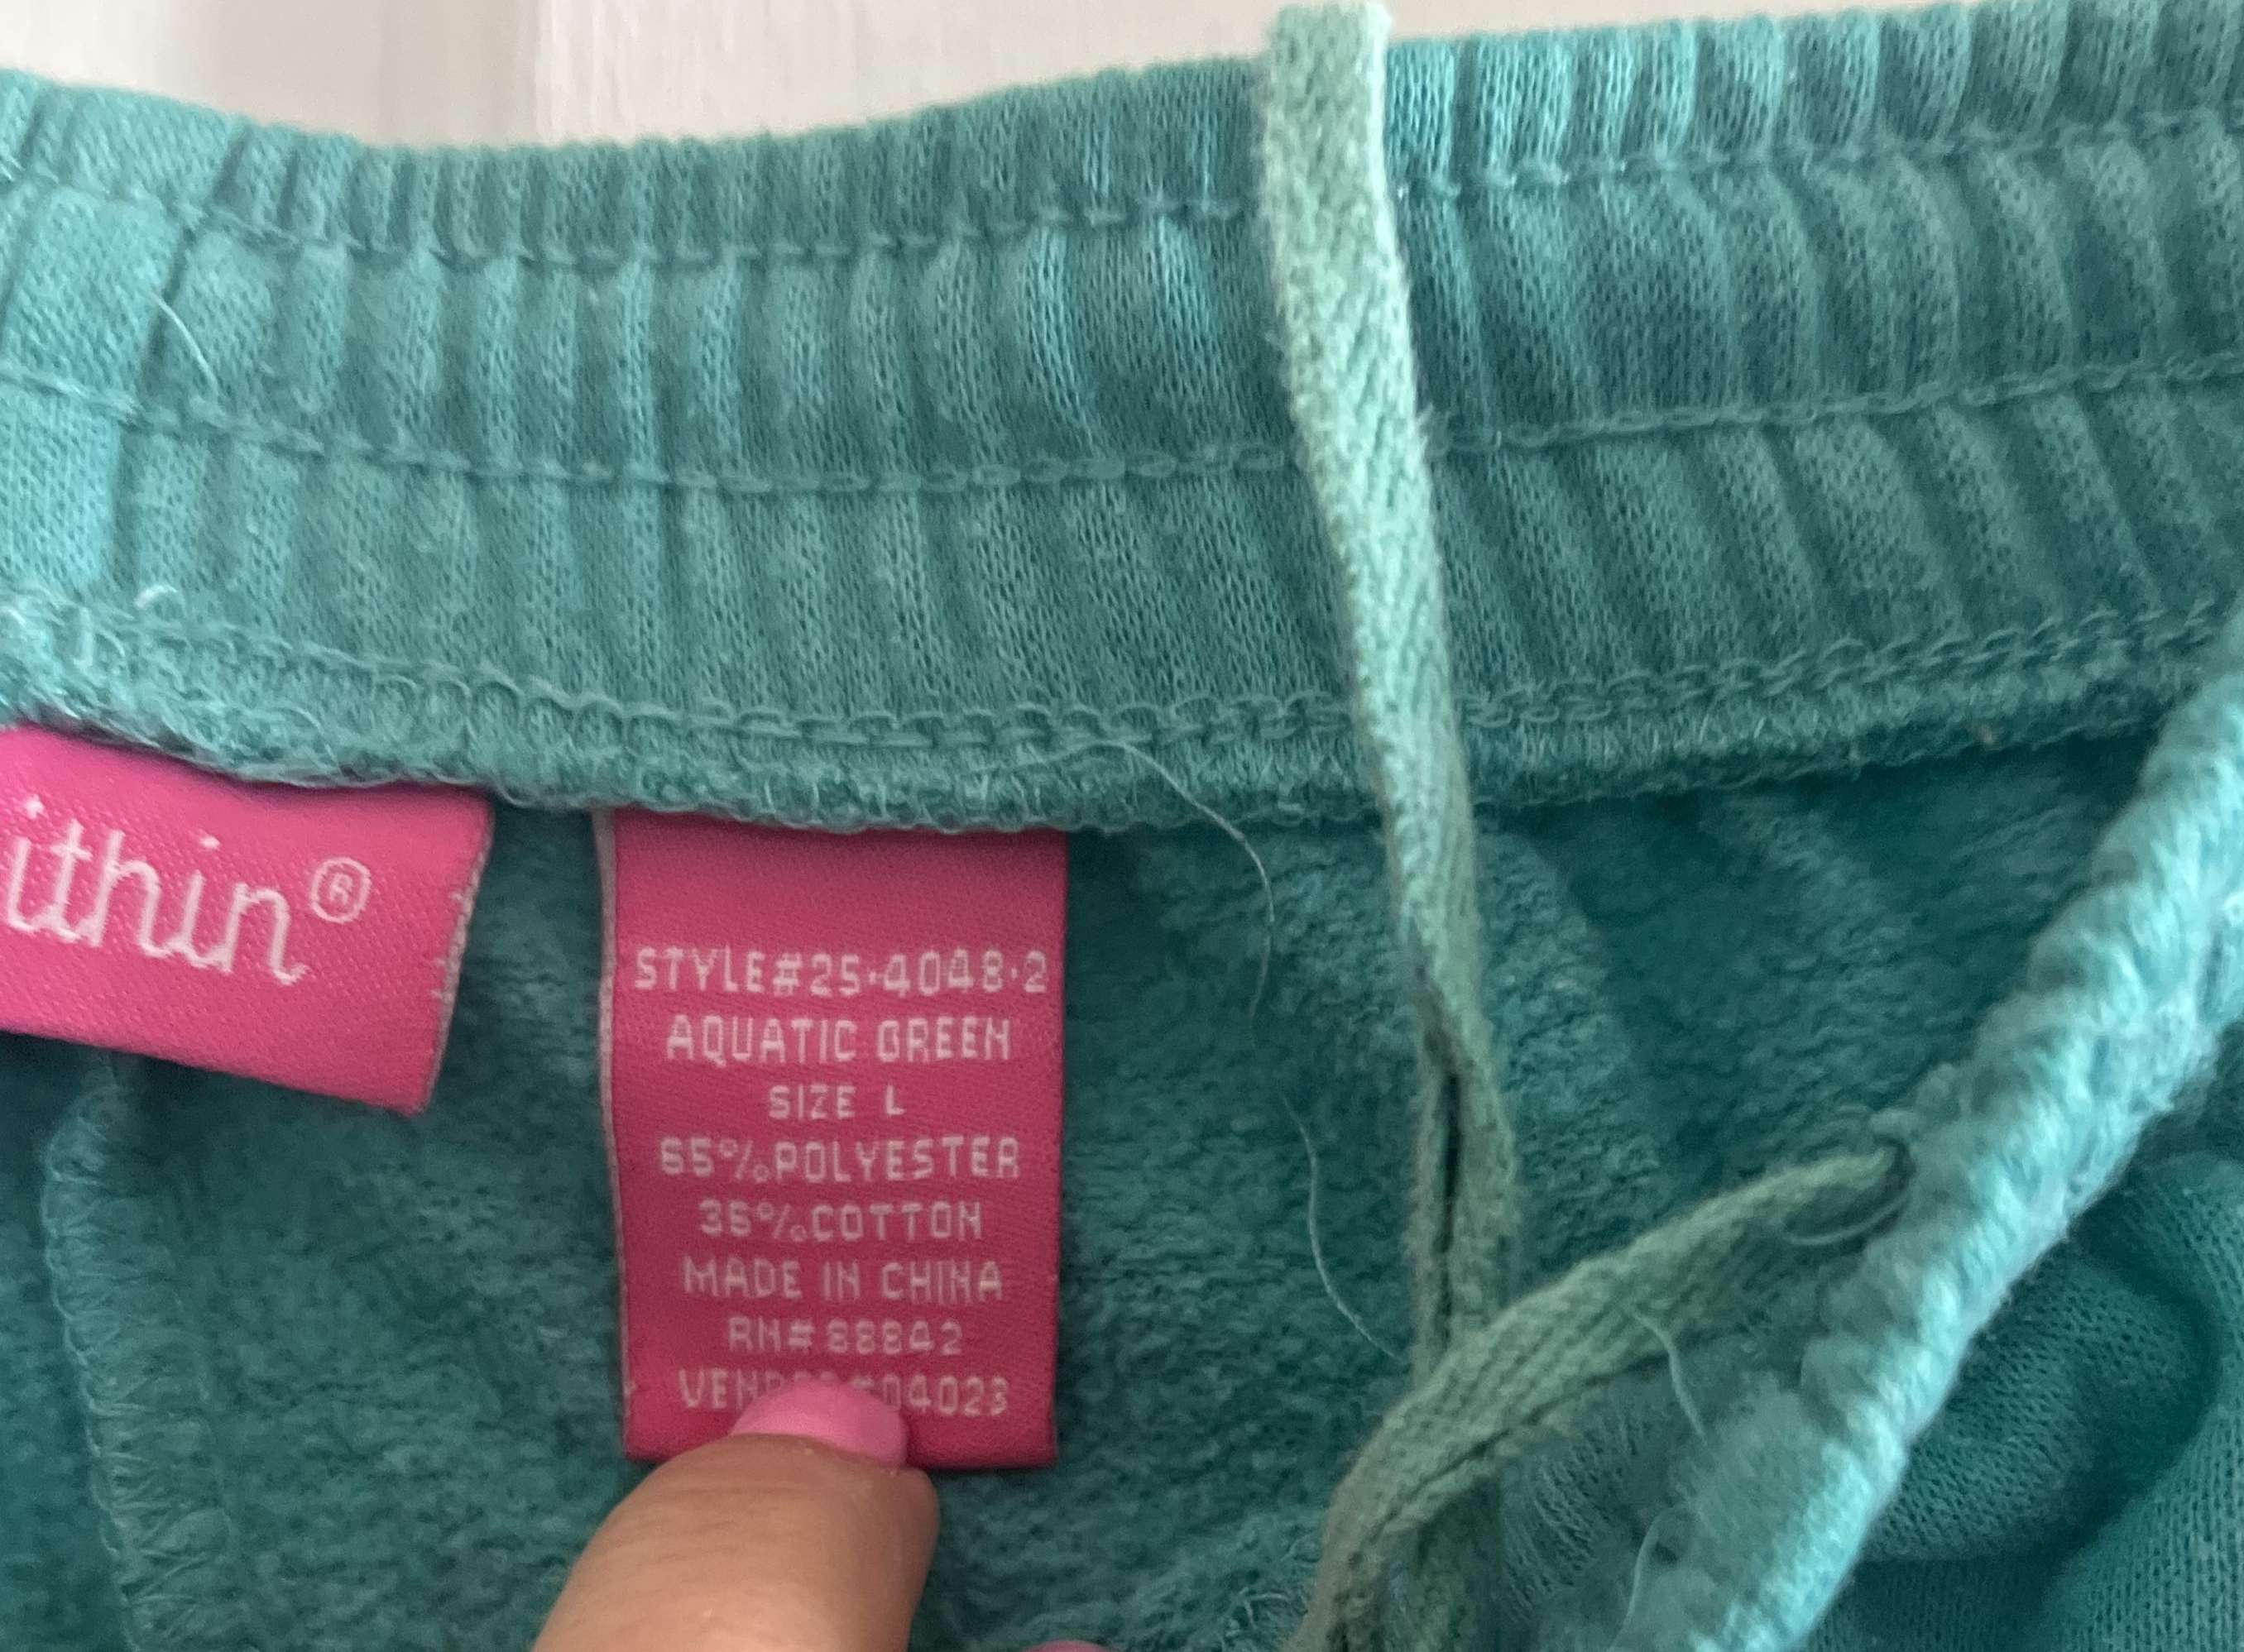 ithin®
STYLE#25·4048·2
AQUATIC GREEN
SIZE L
65%POLYESTER
35%COTTON
MADE IN CHINA
RN#88842